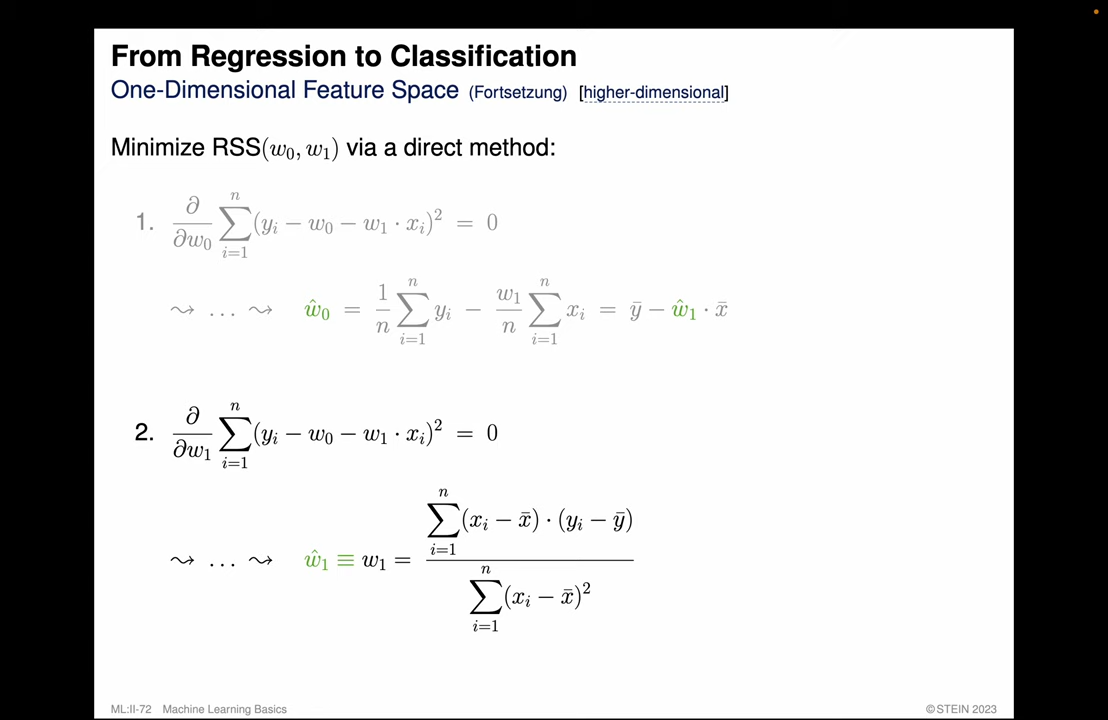 From Regression to Classification
One-Dimensional Feature Space (Fortsetzung) [higher-dimensional]
Minimize RSS(w₀, w₁) via a direct method:
1. ∂/∂w₀ ∑ᵢ₌₁ⁿ (yᵢ − w₀ − w₁ · xᵢ)² = 0
⇝ … ⇝ ŵ₀ = 1/n ∑ᵢ₌₁ⁿ yᵢ − w₁/n ∑ᵢ₌₁ⁿ xᵢ = ȳ − ŵ₁ · x̄
2. ∂/∂w₁ ∑ᵢ₌₁ⁿ (yᵢ − w₀ − w₁ · xᵢ)² = 0
⇝ … ⇝ ŵ₁ ≡ w₁ = ∑ᵢ₌₁ⁿ (xᵢ − x̄) · (yᵢ − ȳ) / ∑ᵢ₌₁ⁿ (xᵢ − x̄)²
ML:II-72 Machine Learning Basics ©STEIN 2023